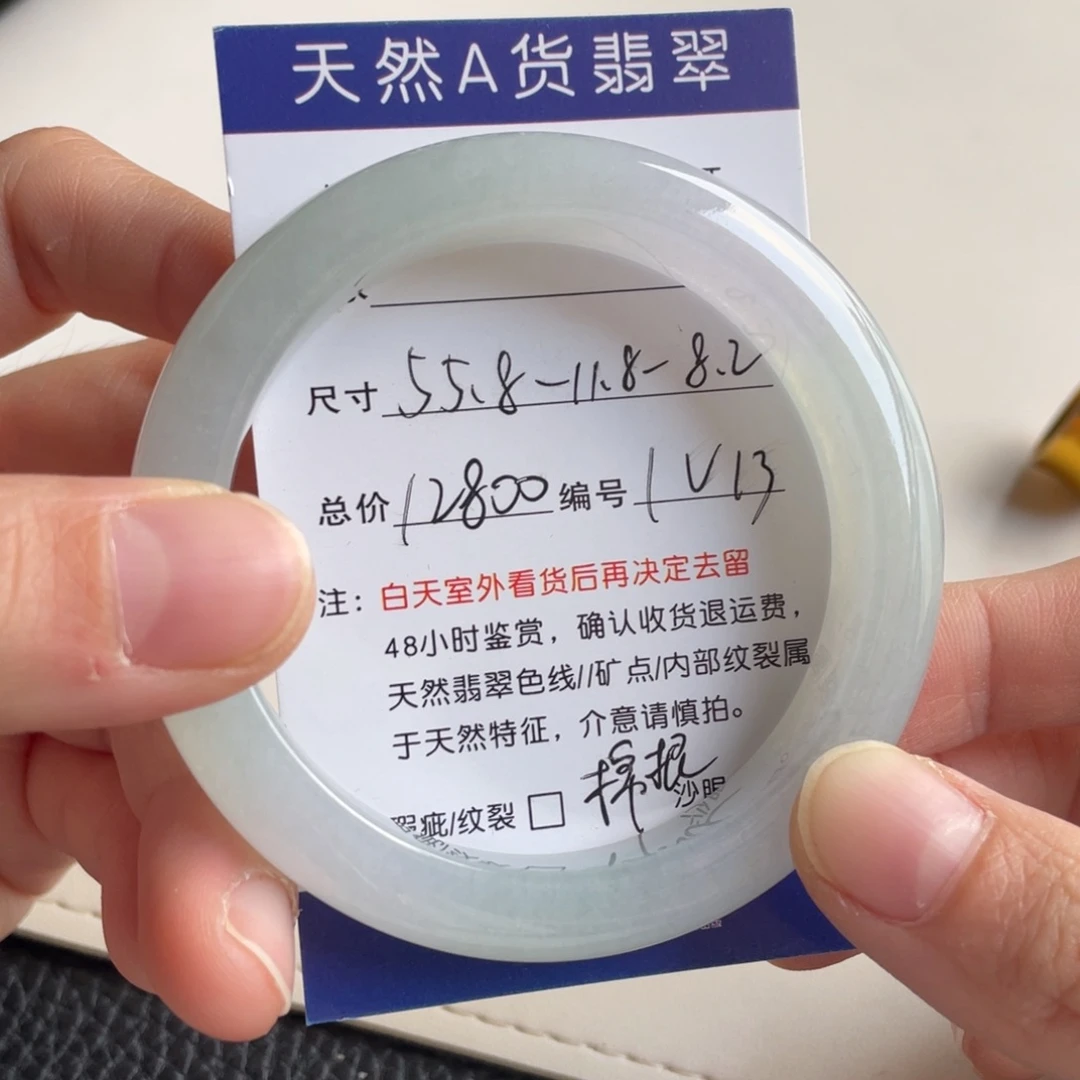 天然A货翡翠
尺寸 55.8-11.8-8.2
总价 12800 编号 1V13
注：白天室外看货后再决定去留
48小时鉴赏，确认收货退运费，
天然翡翠色线//矿点/内部纹裂属
于天然特征，介意请慎拍。
瑕疵/纹裂 □ 棉